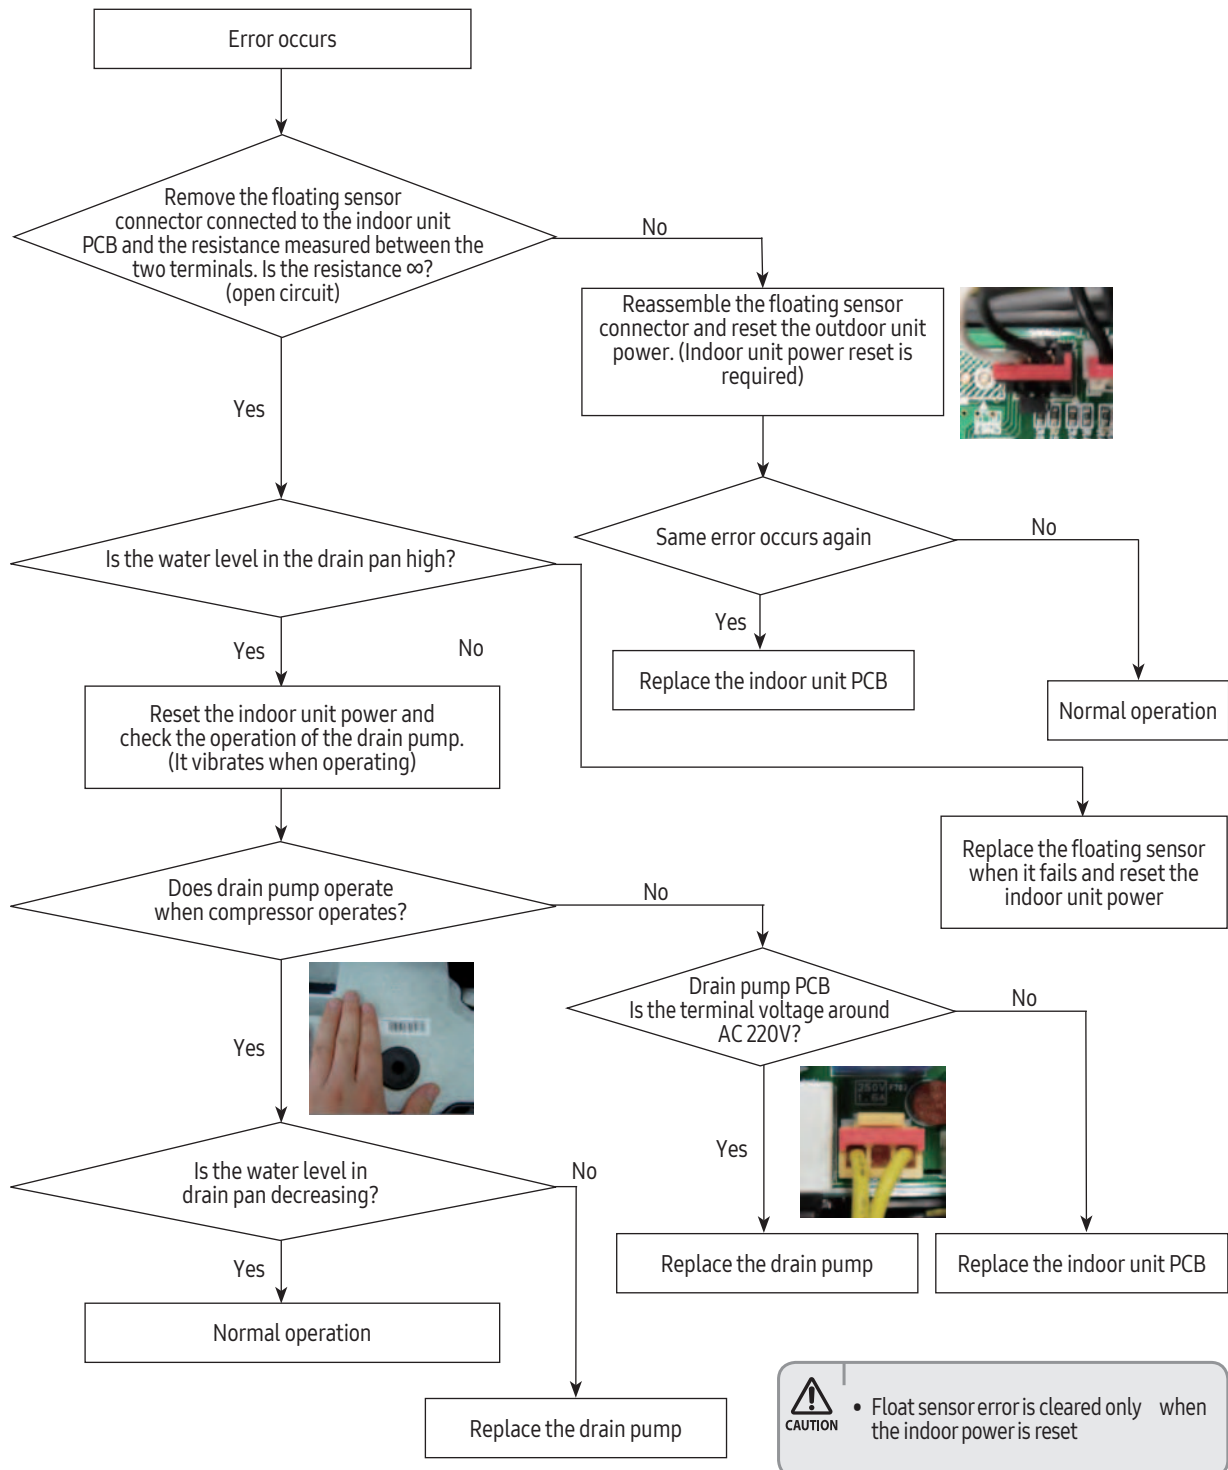 Error occurs
Remove the floating sensor
connector connected to the indoor unit
PCB and the resistance measured between the
two terminals. Is the resistance ∞?
(open circuit)
No
Reassemble the floating sensor
connector and reset the outdoor unit
power. (Indoor unit power reset is
required)
Yes
Same error occurs again
No
Is the water level in the drain pan high?
Yes
Replace the indoor unit PCB
Normal operation
Yes
No
Reset the indoor unit power and
check the operation of the drain pump.
(It vibrates when operating)
Replace the floating sensor
when it fails and reset the
indoor unit power
Does drain pump operate
when compressor operates?
No
Drain pump PCB
Is the terminal voltage around
AC 220V?
No
Yes
250V
Yes
Is the water level in
drain pan decreasing?
No
Replace the drain pump
Replace the indoor unit PCB
Yes
Normal operation
Replace the drain pump
CAUTION
• Float sensor error is cleared only when
the indoor power is reset